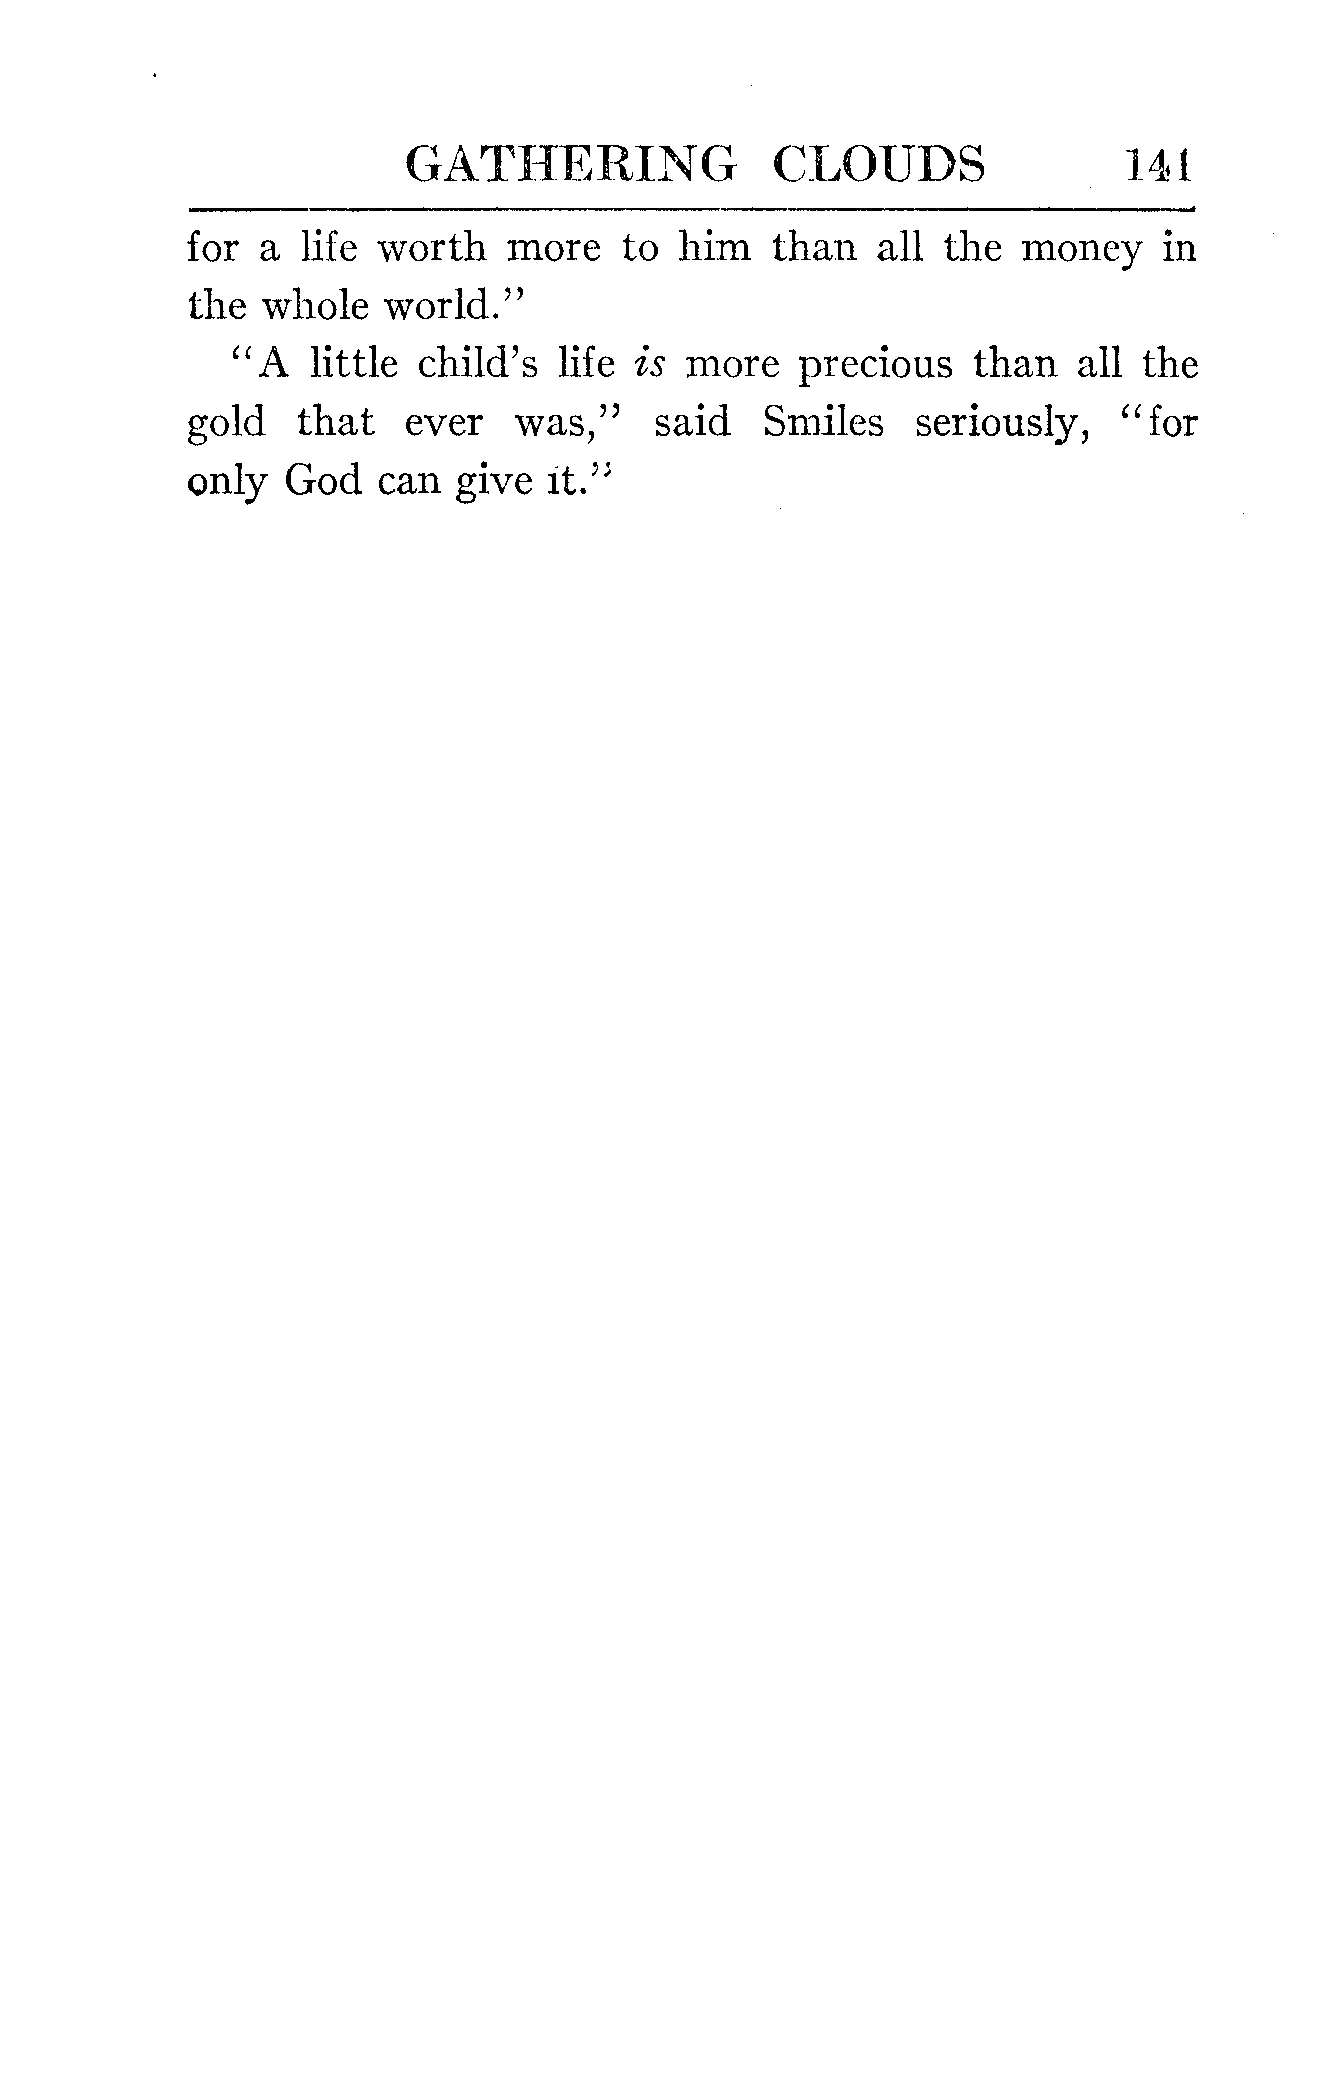 GATHERING CLOUDS 141
for a life worth more to him than all the money in
the whole world.”
“A little child’s life is more precious than all the
gold that ever was,” said Smiles seriously, “for
only God can give it.”